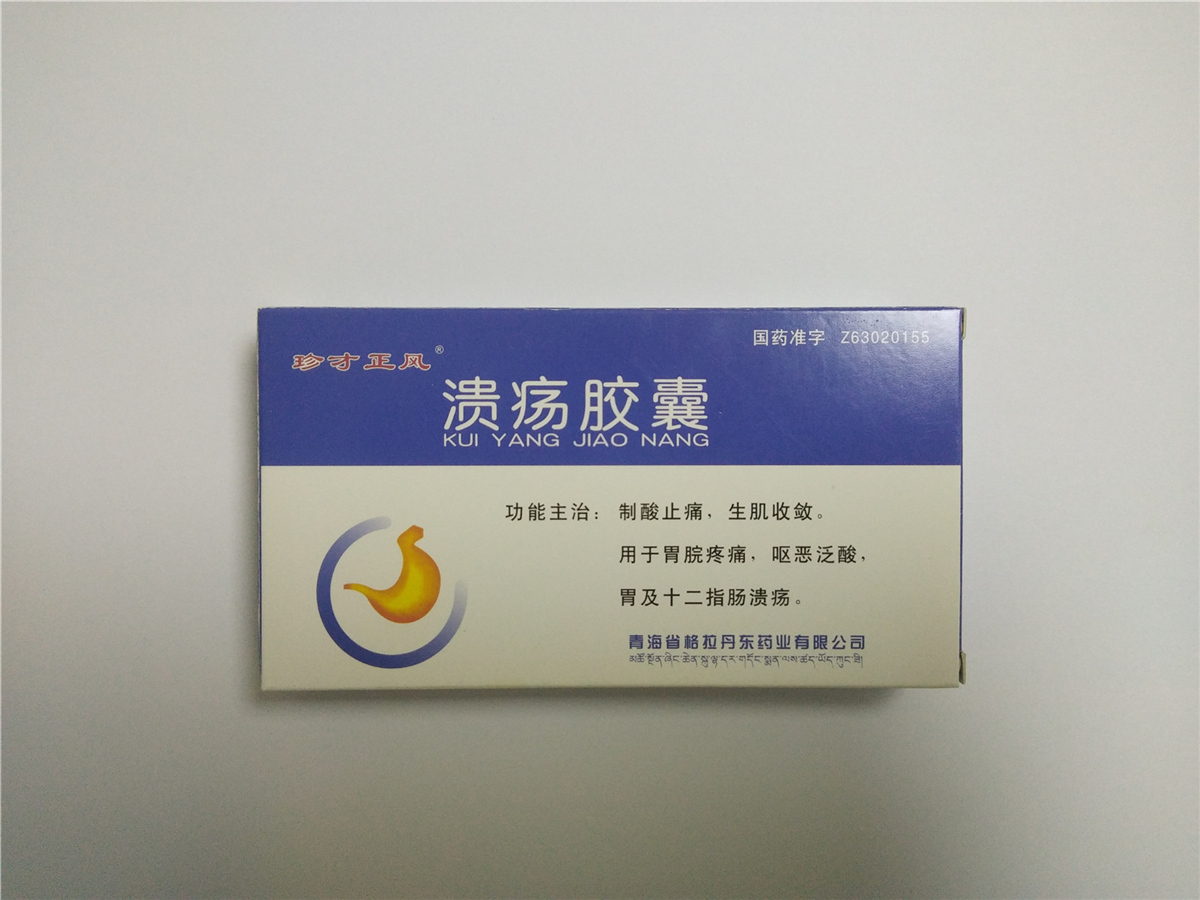 国药准字 Z63020155
珍才正风®
溃疡胶囊
KUI YANG JIAO NANG
功能主治：制酸止痛，生肌收敛。
用于胃脘疼痛，呕恶泛酸，
胃及十二指肠溃疡。
青海省格拉丹东药业有限公司